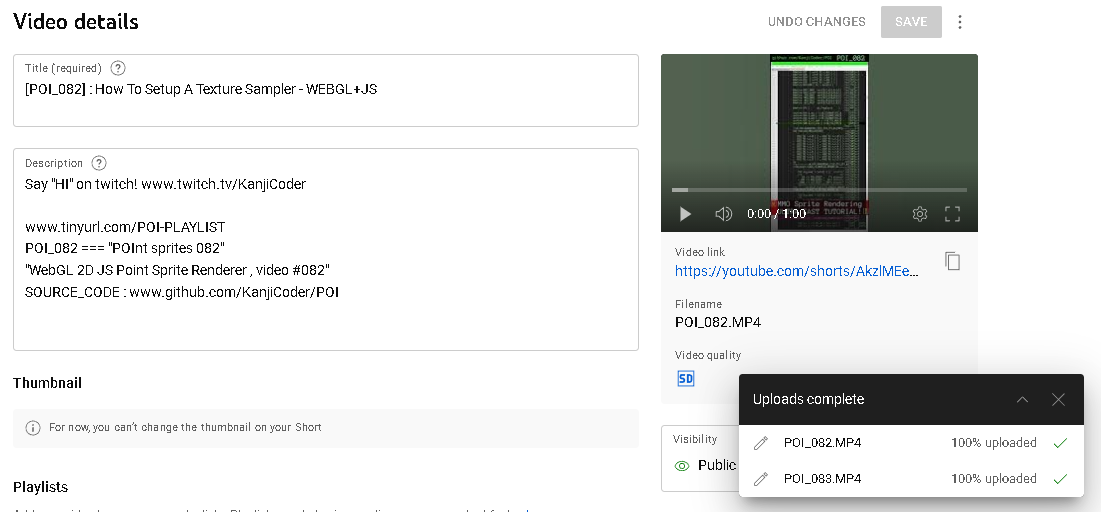 Video details
UNDO CHANGES
SAVE
Title (required)
[POI_082] : How To Setup A Texture Sampler - WEBGL+JS
Description
Say "HI" on twitch! www.twitch.tv/KanjiCoder
www.tinyurl.com/POI-PLAYLIST
POI_082 === "POInt sprites 082"
"WebGL 2D JS Point Sprite Renderer , video #082"
SOURCE_CODE : www.github.com/KanjiCoder/POI
Thumbnail
For now, you can't change the thumbnail on your Short
Playlists
POI_082
MMO Sprite Rendering
0:00 / 1:00
Video link
https://youtube.com/shorts/AkzlMEe...
Filename
POI_082.MP4
Video quality
SD
Visibility
Public
Uploads complete
POI_082.MP4 100% uploaded
POI_083.MP4 100% uploaded